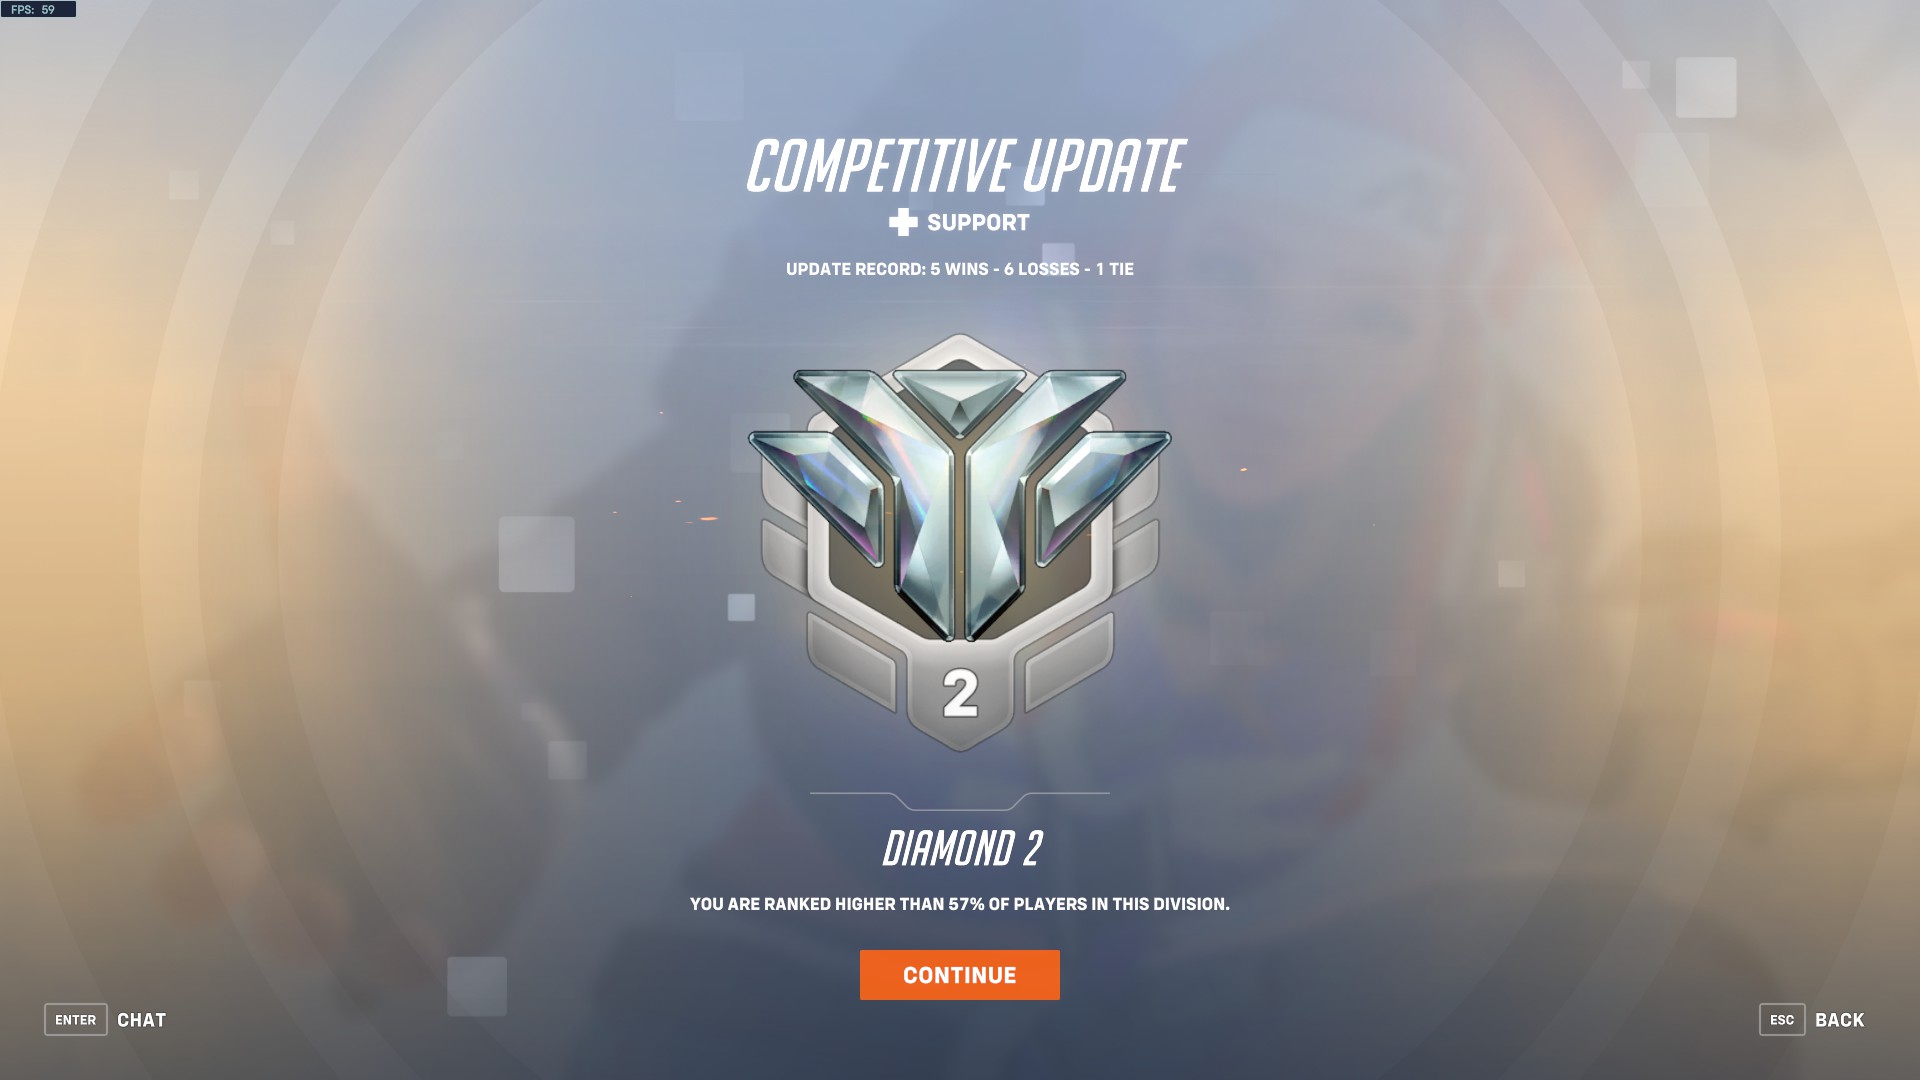 FPS: 59
COMPETITIVE UPDATE
SUPPORT
UPDATE RECORD: 5 WINS - 6 LOSSES - 1 TIE
2
DIAMOND 2
YOU ARE RANKED HIGHER THAN 57% OF PLAYERS IN THIS DIVISION.
CONTINUE
ENTER CHAT
ESC BACK